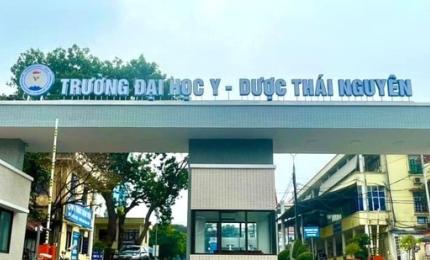 TRƯỜNG ĐẠI HỌC Y - DƯỢC THÁI NGUYÊN